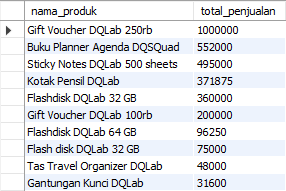 nama_produk total_penjualan
Gift Voucher DQLab 250rb 1000000
Buku Planner Agenda DQSQuad 552000
Sticky Notes DQLab 500 sheets 495000
Kotak Pensil DQLab 371875
Flashdisk DQLab 32 GB 360000
Gift Voucher DQLab 100rb 200000
Flashdisk DQLab 64 GB 96250
Flash disk DQLab 32 GB 75000
Tas Travel Organizer DQLab 48000
Gantungan Kunci DQLab 31600